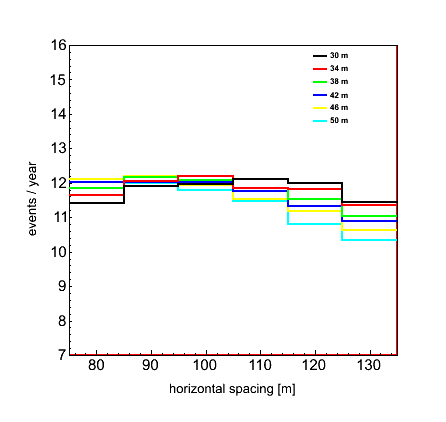 16
30 m
34 m
15
38 m
42 m
14
46 m
50 m
13
12
11
10
9
8
7
events / year
80 90 100 110 120 130
horizontal spacing [m]